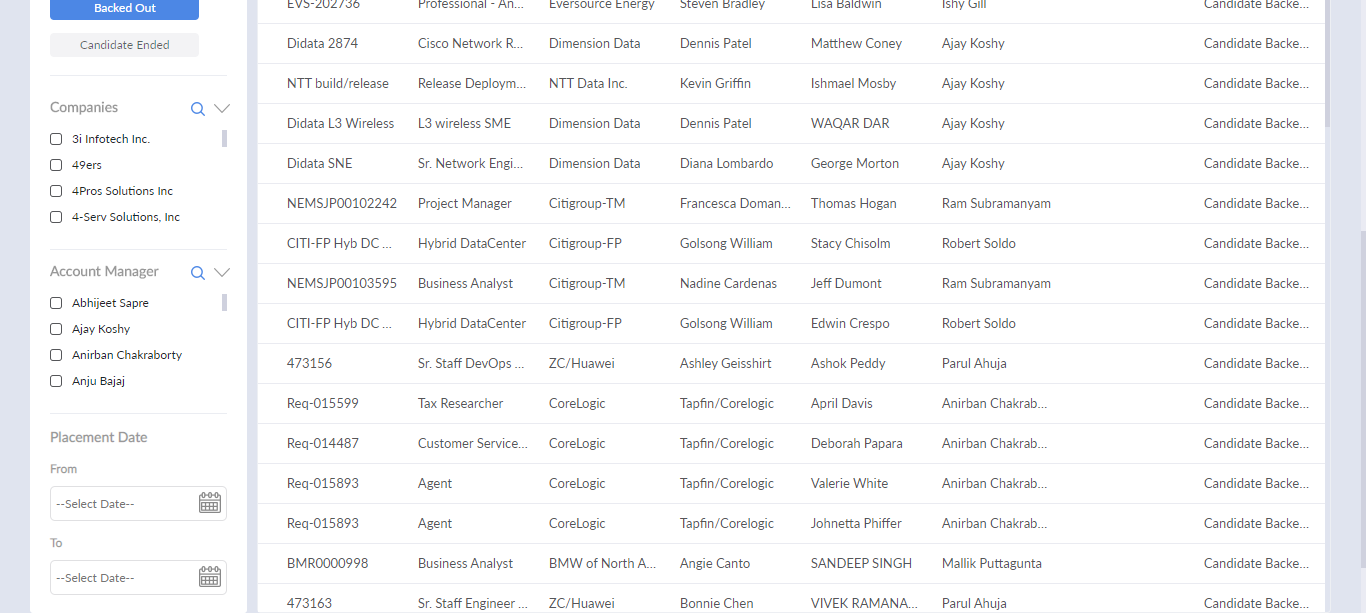 Backed Out
Candidate Ended
Companies
3i Infotech Inc.
49ers
4Pros Solutions Inc
4-Serv Solutions, Inc
Account Manager
Abhijeet Sapre
Ajay Koshy
Anirban Chakraborty
Anju Bajaj
Placement Date
From
--Select Date--
To
--Select Date--
EVS-202736 Professional - An... Eversource Energy Steven Bradley Lisa Baldwin Ishy Gill Candidate Backe...
Didata 2874 Cisco Network R... Dimension Data Dennis Patel Matthew Coney Ajay Koshy Candidate Backe...
NTT build/release Release Deploym... NTT Data Inc. Kevin Griffin Ishmael Mosby Ajay Koshy Candidate Backe...
Didata L3 Wireless L3 wireless SME Dimension Data Dennis Patel WAQAR DAR Ajay Koshy Candidate Backe...
Didata SNE Sr. Network Engi... Dimension Data Diana Lombardo George Morton Ajay Koshy Candidate Backe...
NEMSJP00102242 Project Manager Citigroup-TM Francesca Doman... Thomas Hogan Ram Subramanyam Candidate Backe...
CITI-FP Hyb DC ... Hybrid DataCenter Citigroup-FP Golsong William Stacy Chisolm Robert Soldo Candidate Backe...
NEMSJP00103595 Business Analyst Citigroup-TM Nadine Cardenas Jeff Dumont Ram Subramanyam Candidate Backe...
CITI-FP Hyb DC ... Hybrid DataCenter Citigroup-FP Golsong William Edwin Crespo Robert Soldo Candidate Backe...
473156 Sr. Staff DevOps ... ZC/Huawei Ashley Geisshirt Ashok Peddy Parul Ahuja Candidate Backe...
Req-015599 Tax Researcher CoreLogic Tapfin/Corelogic April Davis Anirban Chakrab... Candidate Backe...
Req-014487 Customer Service... CoreLogic Tapfin/Corelogic Deborah Papara Anirban Chakrab... Candidate Backe...
Req-015893 Agent CoreLogic Tapfin/Corelogic Valerie White Anirban Chakrab... Candidate Backe...
Req-015893 Agent CoreLogic Tapfin/Corelogic Johnetta Phiffer Anirban Chakrab... Candidate Backe...
BMR0000998 Business Analyst BMW of North A... Angie Canto SANDEEP SINGH Mallik Puttagunta Candidate Backe...
473163 Sr. Staff Engineer ... ZC/Huawei Bonnie Chen VIVEK RAMANA... Parul Ahuja Candidate Backe...